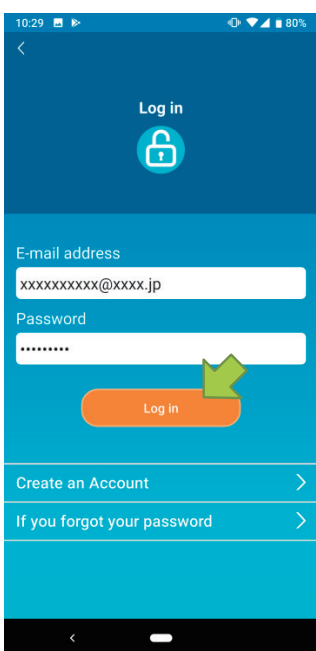 10:29 80%
Log in
E-mail address
xxxxxxxxxx@xxxx.jp
Password
•••••••••
Log in
Create an Account
If you forgot your password